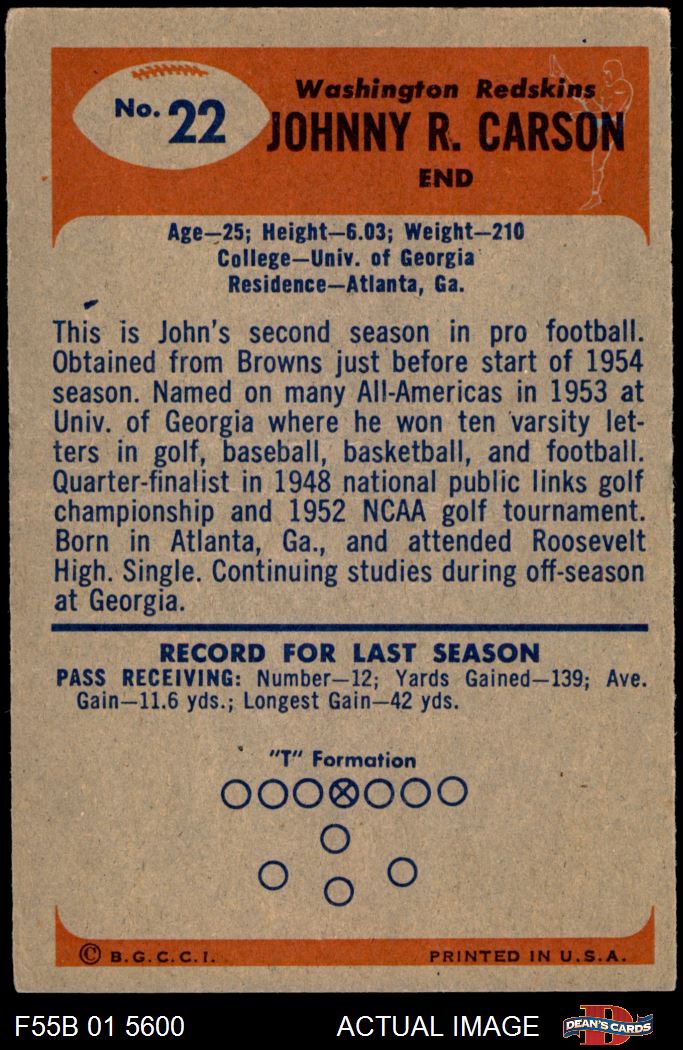 No. 22
Washington Redskins
JOHNNY R. CARSON
END
Age—25; Height—6.03; Weight—210
College—Univ. of Georgia
Residence—Atlanta, Ga.
This is John's second season in pro football.
Obtained from Browns just before start of 1954
season. Named on many All-Americas in 1953 at
Univ. of Georgia where he won ten varsity let-
ters in golf, baseball, basketball, and football.
Quarter-finalist in 1948 national public links golf
championship and 1952 NCAA golf tournament.
Born in Atlanta, Ga., and attended Roosevelt
High. Single. Continuing studies during off-season
at Georgia.
RECORD FOR LAST SEASON
PASS RECEIVING: Number—12; Yards Gained—139; Ave.
Gain—11.6 yds.; Longest Gain—42 yds.
"T" Formation
© B.G.C.C.I. PRINTED IN U.S.A.
F55B 01 5600 ACTUAL IMAGE D DEAN'S CARDS